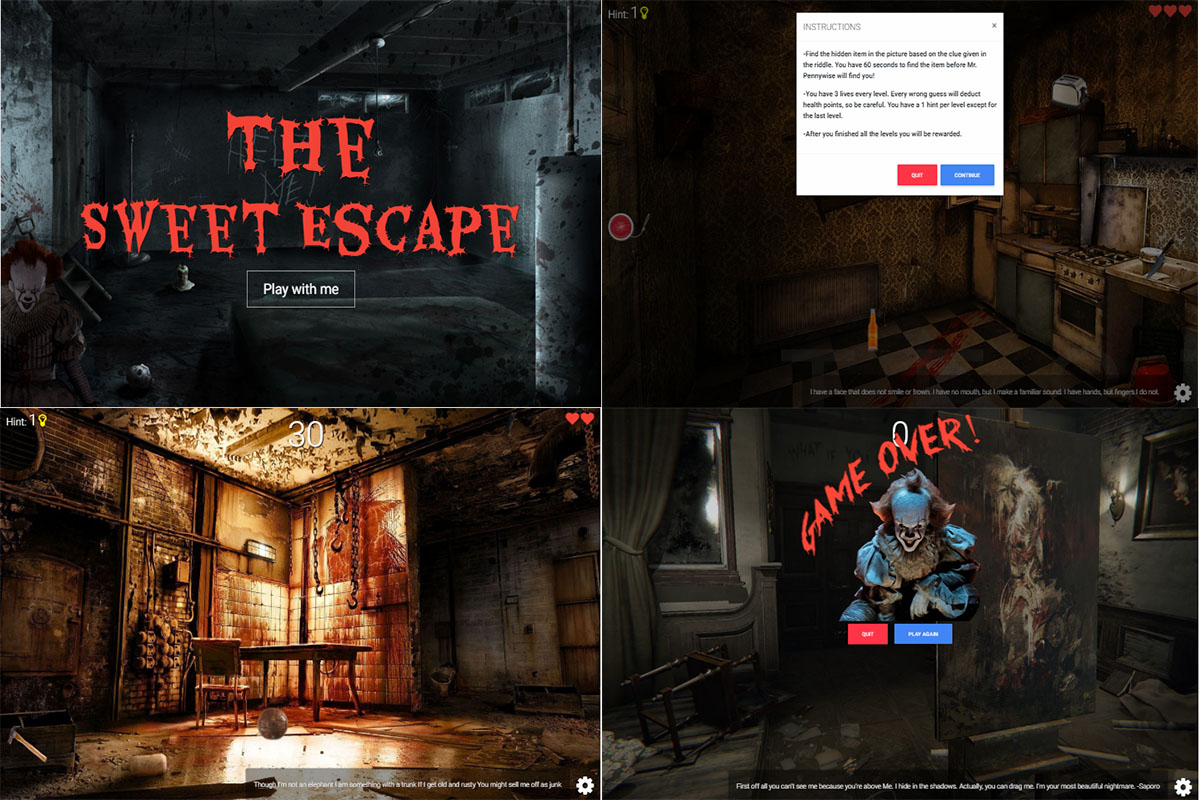 THE
SWEET ESCAPE
Play with me
Hint: 1
INSTRUCTIONS
×
-Find the hidden item in the picture based on the clue given in
the riddle. You have 60 seconds to find the item before Mr.
Pennywise will find you!
-You have 3 lives every level. Every wrong guess will deduct
health points, so be careful. You have a 1 hint per level except for
the last level.
-After you finished all the levels you will be rewarded.
QUIT
CONTINUE
I have a face that does not smile or frown. I have no mouth, but I make a familiar sound. I have hands, but fingers I do not.
Hint: 1
30
Though I'm not an elephant I am something with a trunk If I get old and rusty You might sell me off as junk
0
GAME OVER!
WHAT IF YOU
QUIT
PLAY AGAIN
First off all you can't see me because you're above Me. I hide in the shadows. Actually, you can drag me. I'm your most beautiful nightmare. -Saporo